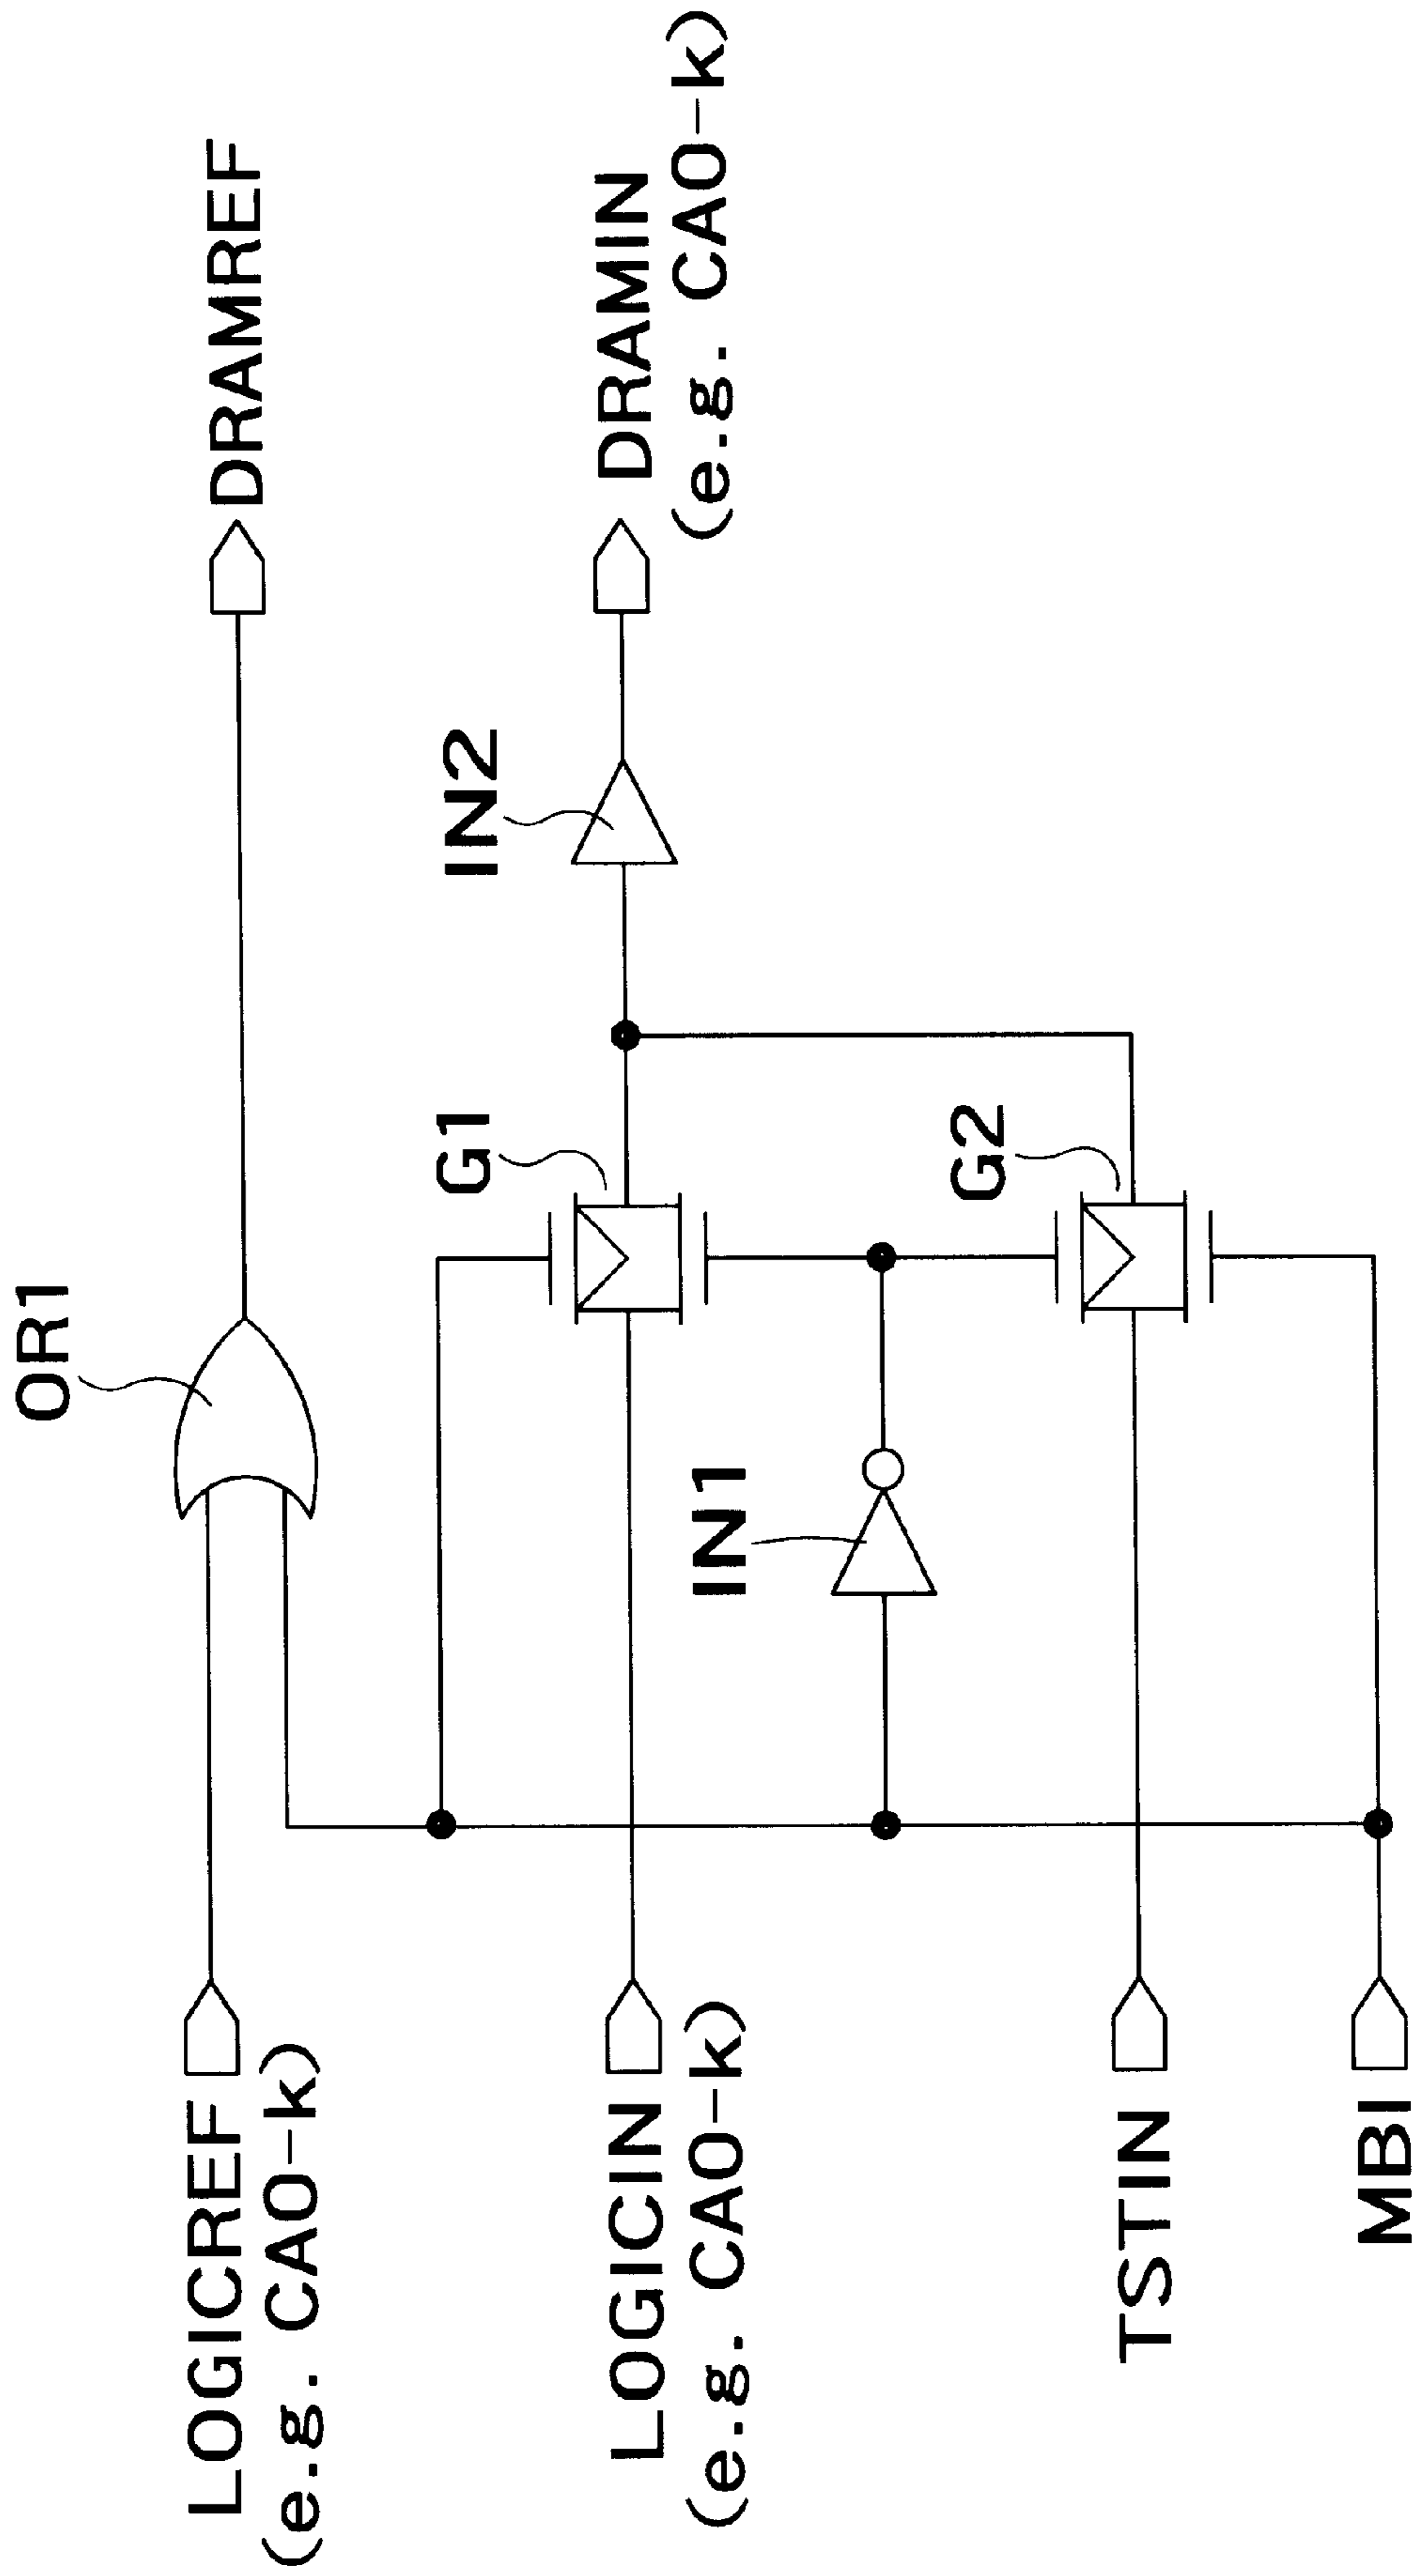 OR1
LOGICREF
(e.g. CA0-k)
DRAMREF
G1
IN2
LOGICIN
(e.g. CA0-k)
DRAMIN
(e.g. CA0-k)
IN1
G2
TSTIN
MBI